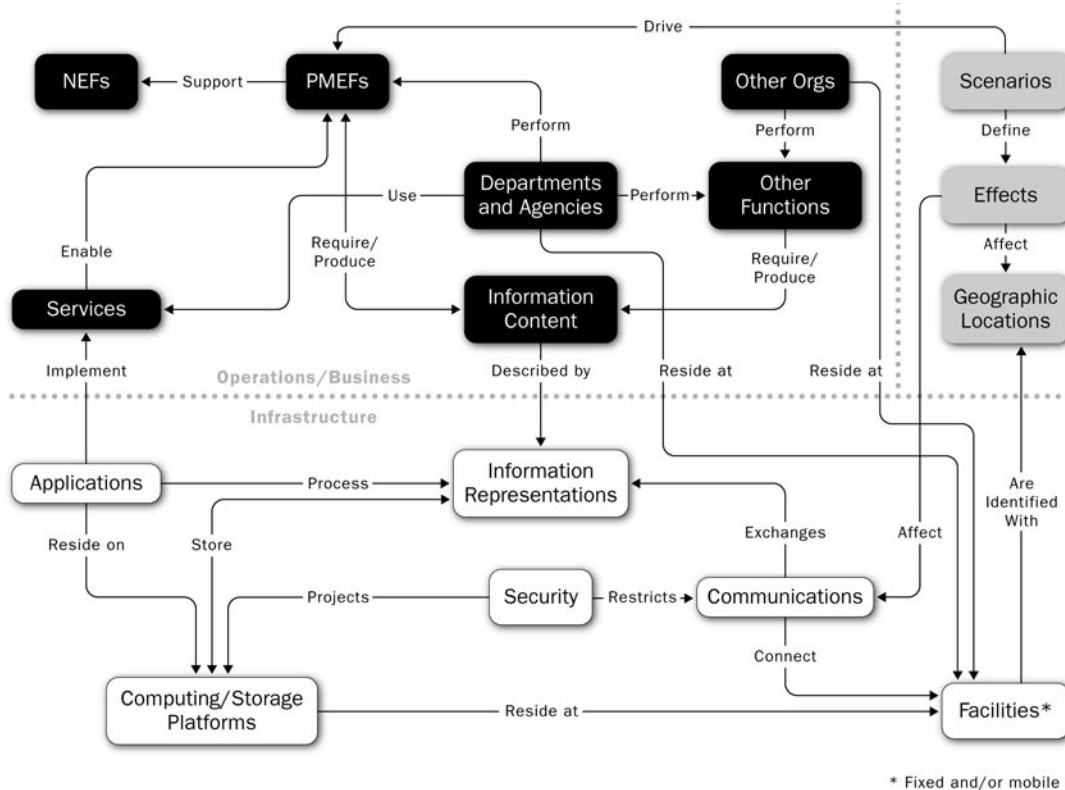 Drive
NEFs
Support
PMEFs
Other Orgs
Scenarios
Perform
Perform
Define
Use
Departments
and Agencies
Perform
Other
Functions
Effects
Enable
Require/
Produce
Require/
Produce
Affect
Services
Information
Content
Geographic
Locations
Implement
Operations/Business
Described by
Reside at
Reside at
Infrastructure
Applications
Process
Information
Representations
Are
Identified
With
Reside on
Store
Exchanges
Affect
Projects
Security
Restricts
Communications
Connect
Computing/Storage
Platforms
Reside at
Facilities*
* Fixed and/or mobile